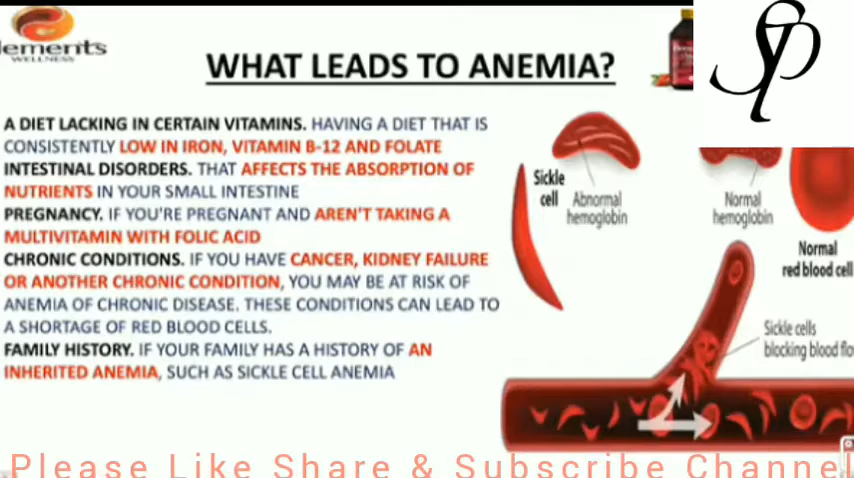 lements
WELLNESS
WHAT LEADS TO ANEMIA?
A DIET LACKING IN CERTAIN VITAMINS. HAVING A DIET THAT IS
CONSISTENTLY LOW IN IRON, VITAMIN B-12 AND FOLATE
INTESTINAL DISORDERS. THAT AFFECTS THE ABSORPTION OF
NUTRIENTS IN YOUR SMALL INTESTINE
PREGNANCY. IF YOU'RE PREGNANT AND AREN'T TAKING A
MULTIVITAMIN WITH FOLIC ACID
CHRONIC CONDITIONS. IF YOU HAVE CANCER, KIDNEY FAILURE
OR ANOTHER CHRONIC CONDITION, YOU MAY BE AT RISK OF
ANEMIA OF CHRONIC DISEASE. THESE CONDITIONS CAN LEAD TO
A SHORTAGE OF RED BLOOD CELLS.
FAMILY HISTORY. IF YOUR FAMILY HAS A HISTORY OF AN
INHERITED ANEMIA, SUCH AS SICKLE CELL ANEMIA
Sickle
cell
Abnormal
hemoglobin
Normal
hemoglobin
Normal
red blood cell
Sickle cells
blocking blood flo
Please Like Share & Subscribe Channel